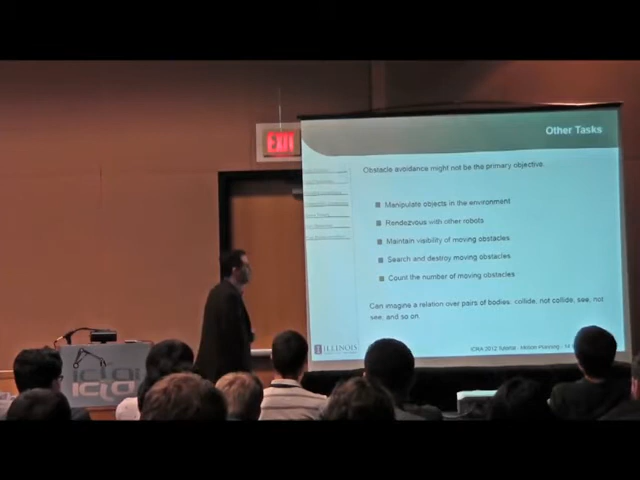 EXIT
Other Tasks
Obstacle avoidance might not be the primary objective.
Manipulate objects in the environment
Rendezvous with other robots
Maintain visibility of moving obstacles
Search and destroy moving obstacles
Count the number of moving obstacles
Can imagine a relation over pairs of bodies: collide, not collide, see, not
see, and so on.
ILLINOIS
ICRA 2012 Tutorial - Motion Planning - 14
icra
icra